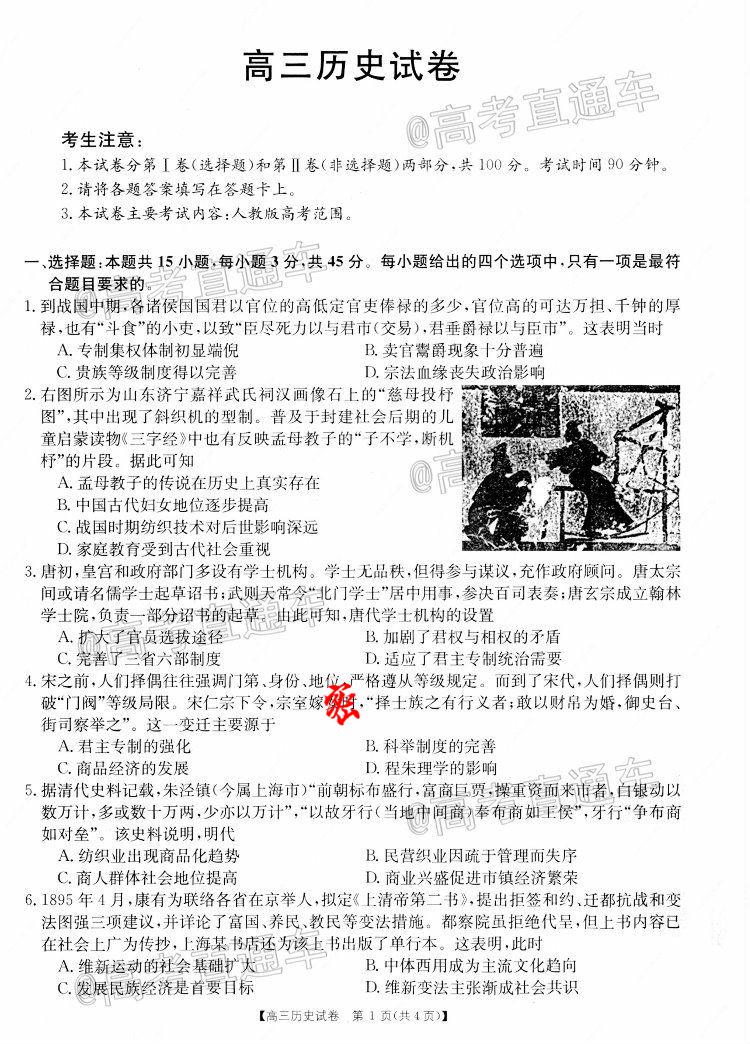 高三历史试卷
@高考直通车
考生注意:
1.本试卷分第Ⅰ卷(选择题)和第Ⅱ卷(非选择题)两部分,共100分。考试时间90分钟。
2.请将各题答案填写在答题卡上。
3.本试卷主要考试内容:人教版高考范围。
@高考直通车
一、选择题:本题共15小题,每小题3分,共45分。每小题给出的四个选项中,只有一项是最符
合题目要求的。
1.到战国中期,各诸侯国国君以官位的高低定官吏俸禄的多少,官位高的可达万担、千钟的厚
禄,也有“斗食”的小吏,以致“臣尽死力以与君市(交易),君垂爵禄以与臣市”。这表明当时
A.专制集权体制初显端倪 B.卖官鬻爵现象十分普遍
C.贵族等级制度得以完善 D.宗法血缘丧失政治影响
2.右图所示为山东济宁嘉祥武氏祠汉画像石上的“慈母投杼
图”,其中出现了斜织机的型制。普及于封建社会后期的儿
童启蒙读物《三字经》中也有反映孟母教子的“子不学,断机
杼”的片段。据此可知
A.孟母教子的传说在历史上真实存在
B.中国古代妇女地位逐步提高
C.战国时期纺织技术对后世影响深远
D.家庭教育受到古代社会重视
@高考直通车
3.唐初,皇宫和政府部门多设有学士机构。学士无品秩,但得参与谋议,充作政府顾问。唐太宗
间或请名儒学士起草诏书;武则天常令“北门学士”居中用事,参决百司表奏;唐玄宗成立翰林
学士院,负责一部分诏书的起草。由此可知,唐代学士机构的设置
A.扩大了官员选拔途径 B.加剧了君权与相权的矛盾
C.完善了三省六部制度 D.适应了君主专制统治需要
@高考直通车
4.宋之前,人们择偶往往强调门第、身份、地位,严格遵从等级规定。而到了宋代,人们择偶则打
破“门阀”等级局限。宋仁宗下令,宗室嫁女时,“择士族之有行义者;敢以财帛为婚,御史台、
街司察举之”。这一变迁主要源于
A.君主专制的强化 B.科举制度的完善
C.商品经济的发展 D.程朱理学的影响
密
5.据清代史料记载,朱泾镇(今属上海市)“前朝标布盛行,富商巨贾,操重资而来市者,白银动以
数万计,多或数十万两,少亦以万计”,“以故牙行(当地中间商)奉布商如王侯”,牙行“争布商
如对垒”。该史料说明,明代
A.纺织业出现商品化趋势 B.民营织业因疏于管理而失序
C.商人群体社会地位提高 D.商业兴盛促进市镇经济繁荣
@高考直通车
6.1895年4月,康有为联络各省在京举人,拟定《上清帝第二书》,提出拒签和约、迁都抗战和变
法图强三项建议,并详论了富国、养民、教民等变法措施。都察院虽拒绝代呈,但上书内容已
在社会上广为传抄,上海某书店还为该上书出版了单行本。这表明,此时
A.维新运动的社会基础扩大 B.中体西用成为主流文化趋向
C.发展民族经济是首要目标 D.维新变法主张渐成社会共识
@高考直通车
【高三历史试卷 第1页(共4页)】